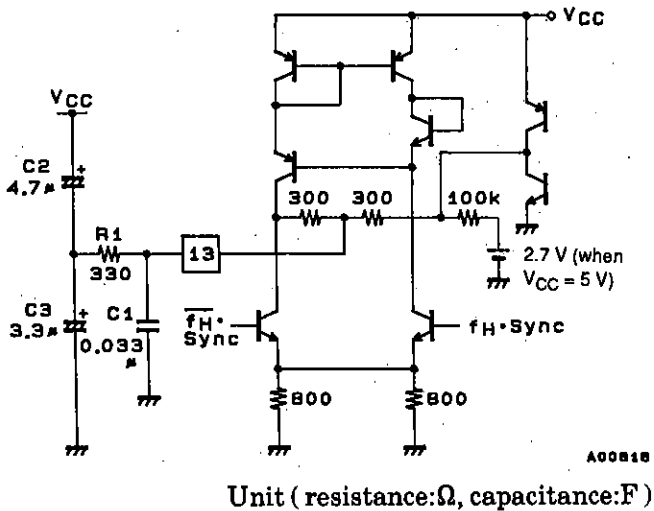 VCC
VCC
C2
4.7μ
+
R1
330
13
300
300
100k
2.7 V (when
VCC = 5 V)
C3
3.3μ
+
C1
0.033
μ
fH·
Sync
fH·Sync
800
800
A00818
Unit ( resistance:Ω, capacitance:F )